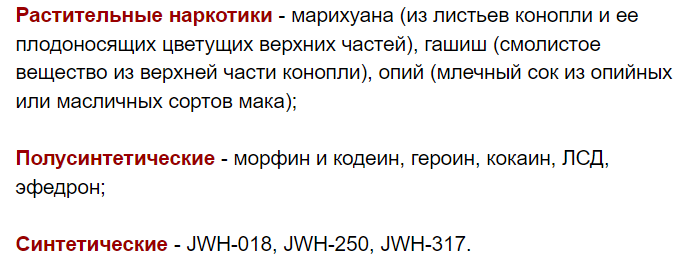 Растительные наркотики - марихуана (из листьев конопли и ее
плодоносящих цветущих верхних частей), гашиш (смолистое
вещество из верхней части конопли), опий (млечный сок из опийных
или масличных сортов мака);
Полусинтетические - морфин и кодеин, героин, кокаин, ЛСД,
эфедрон;
Синтетические - JWH-018, JWH-250, JWH-317.